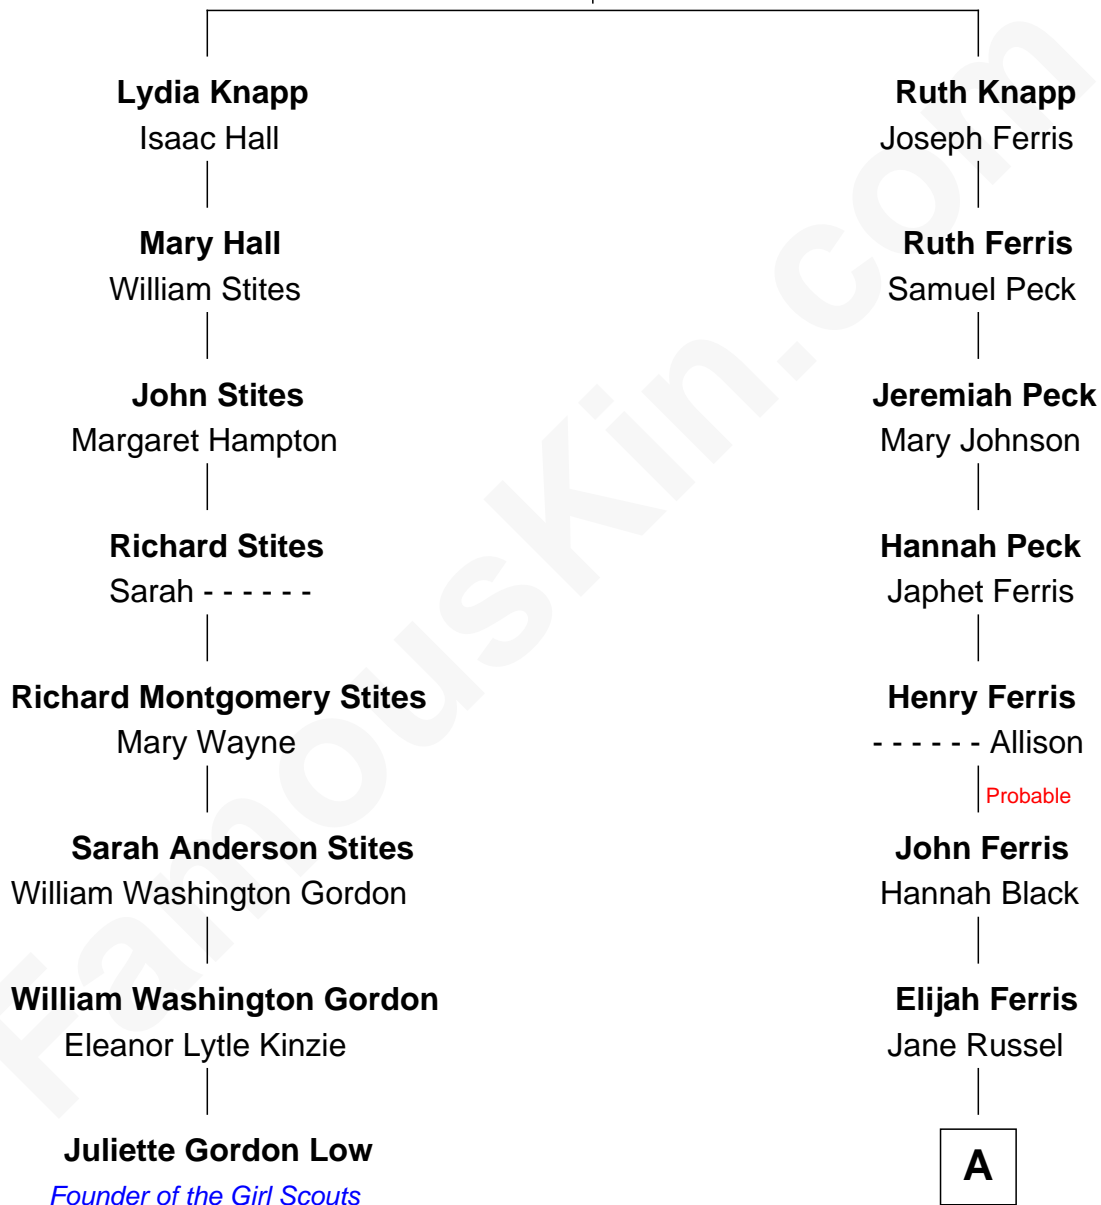 Lydia Knapp
Isaac Hall
Mary Hall
William Stites
John Stites
Margaret Hampton
Richard Stites
Sarah - - - - - -
Richard Montgomery Stites
Mary Wayne
Sarah Anderson Stites
William Washington Gordon
William Washington Gordon
Eleanor Lytle Kinzie
Juliette Gordon Low
Founder of the Girl Scouts
Ruth Knapp
Joseph Ferris
Ruth Ferris
Samuel Peck
Jeremiah Peck
Mary Johnson
Hannah Peck
Japhet Ferris
Henry Ferris
- - - - - - Allison
Probable
John Ferris
Hannah Black
Elijah Ferris
Jane Russel
A
FamousKin.com